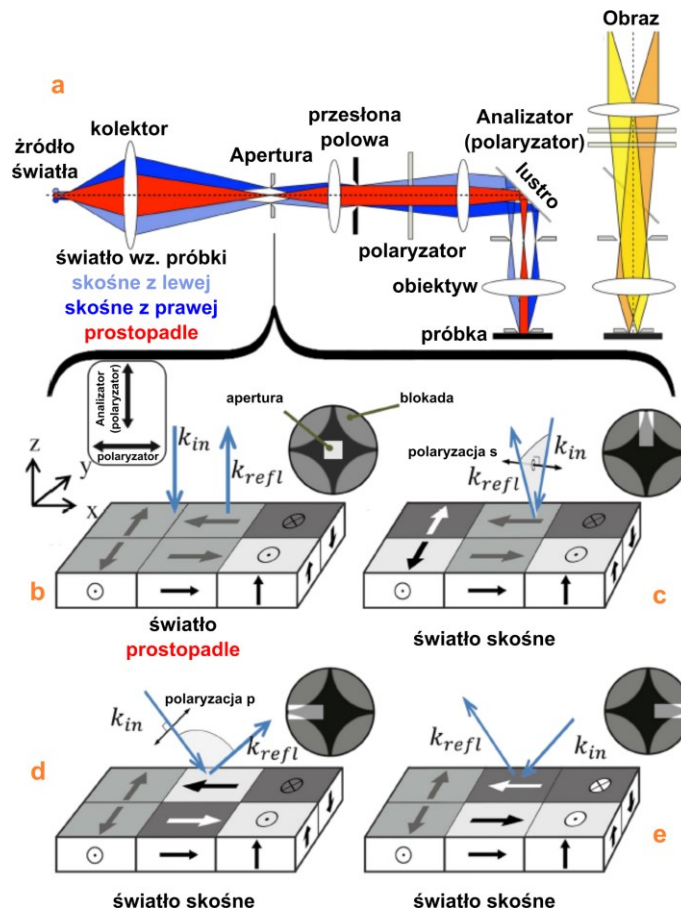 Obraz
a
przesłona
polowa
kolektor
Analizator
(polaryzator)
żródło
światła
Apertura
lustro
światło wz. próbki
skośne z lewej
skośne z prawej
prostopadle
polaryzator
obiektyw
próbka
Analizator
(polaryzator)
polaryzator
k_in
k_refl
apertura
blokada
z
y
x
b
światło
prostopadle
polaryzacja s
k_refl
k_in
c
światło skośne
polaryzacja p
k_in
k_refl
d
światło skośne
k_refl
k_in
e
światło skośne